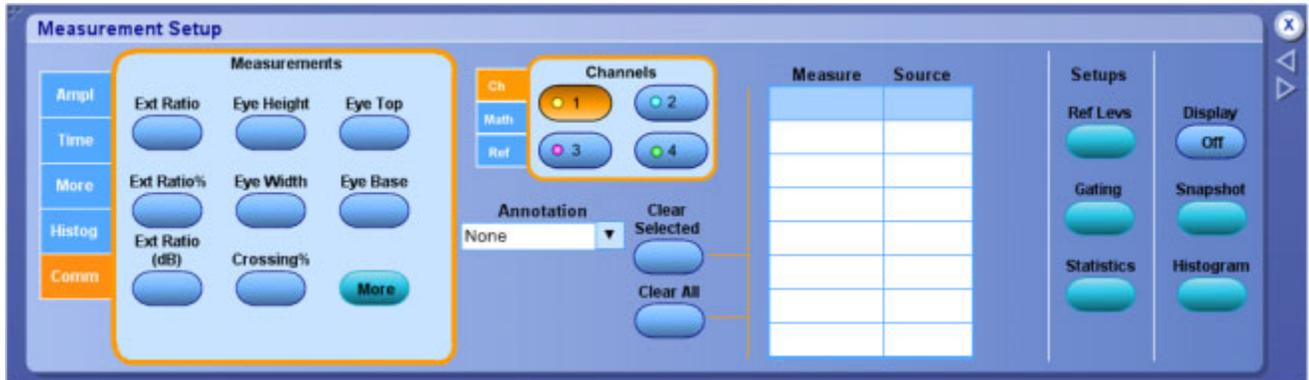 Measurement Setup
X
Ampl
Time
More
Histog
Comm
Measurements
Ext Ratio
Eye Height
Eye Top
Ext Ratio%
Eye Width
Eye Base
Ext Ratio
(dB)
Crossing%
More
Ch
Math
Ref
Channels
1
2
3
4
Annotation
None
Clear
Selected
Clear All
Measure
Source
Setups
Ref Levs
Gating
Statistics
Display
Off
Snapshot
Histogram